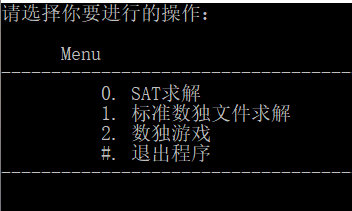 请选择你要进行的操作：
Menu
0. SAT求解
1. 标准数独文件求解
2. 数独游戏
#. 退出程序